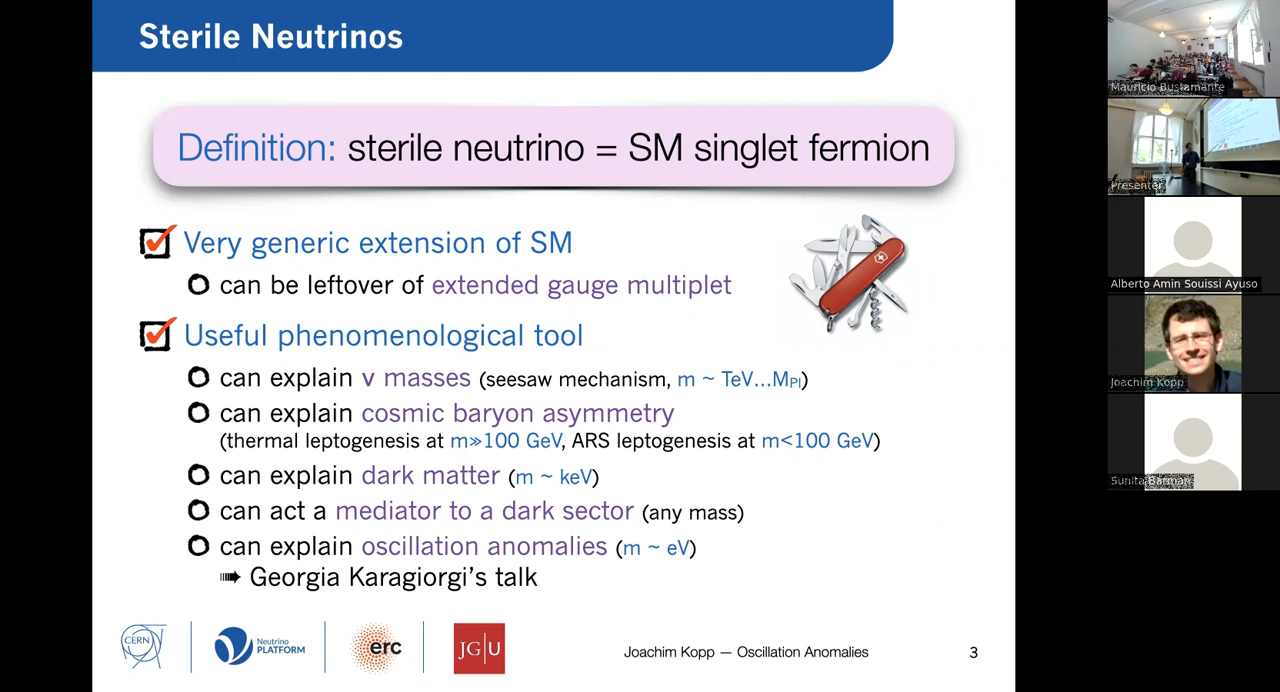 Sterile Neutrinos
Definition: sterile neutrino = SM singlet fermion
Very generic extension of SM
can be leftover of extended gauge multiplet
Useful phenomenological tool
can explain ν masses (seesaw mechanism, m ~ TeV...MPl)
can explain cosmic baryon asymmetry
(thermal leptogenesis at m≫100 GeV, ARS leptogenesis at m<100 GeV)
can explain dark matter (m ~ keV)
can act a mediator to a dark sector (any mass)
can explain oscillation anomalies (m ~ eV)
➠ Georgia Karagiorgi’s talk
CERN
Neutrino
PLATFORM
erc
JG|U
Joachim Kopp — Oscillation Anomalies
3
Mauricio Bustamante
Presenter
Alberto Amin Souissi Ayuso
Joachim Kopp
Sunita Barman